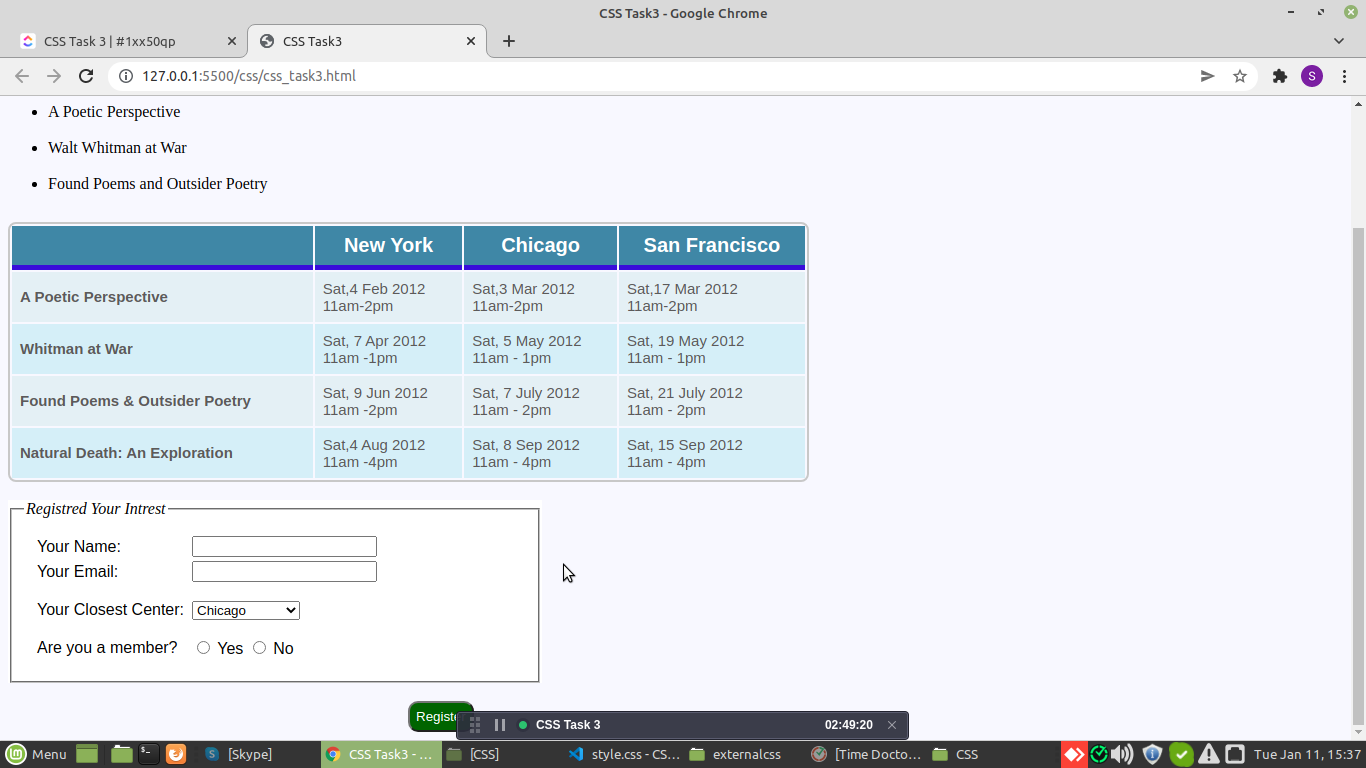 CSS Task3 - Google Chrome
CSS Task 3 | #1xx50qp
CSS Task3
127.0.0.1:5500/css/css_task3.html
S
• A Poetic Perspective
• Walt Whitman at War
• Found Poems and Outsider Poetry
New York Chicago San Francisco
A Poetic Perspective Sat,4 Feb 2012 11am-2pm Sat,3 Mar 2012 11am-2pm Sat,17 Mar 2012 11am-2pm
Whitman at War Sat, 7 Apr 2012 11am -1pm Sat, 5 May 2012 11am - 1pm Sat, 19 May 2012 11am - 1pm
Found Poems & Outsider Poetry Sat, 9 Jun 2012 11am -2pm Sat, 7 July 2012 11am - 2pm Sat, 21 July 2012 11am - 2pm
Natural Death: An Exploration Sat,4 Aug 2012 11am -4pm Sat, 8 Sep 2012 11am - 4pm Sat, 15 Sep 2012 11am - 4pm
Registred Your Intrest
Your Name:
Your Email:
Your Closest Center: Chicago
Are you a member? Yes No
CSS Task 3 02:49:20
Menu [Skype] CSS Task3 - ... [CSS] style.css - CS... externalcss [Time Docto... CSS Tue Jan 11, 15:37